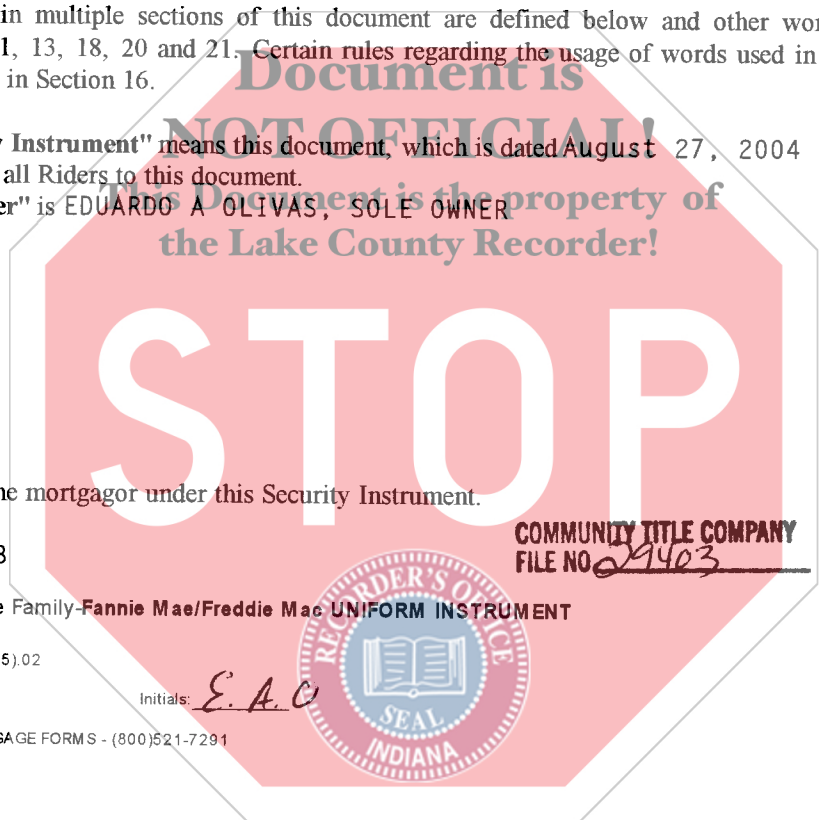 in multiple sections of this document are defined below and other wor
1, 13, 18, 20 and 21. Certain rules regarding the usage of words used in
in Section 16.
Document is
NOT OFFICIAL!
Instrument" means this document, which is dated August 27, 2004
all Riders to this document.
This Document is the property of
er" is EDUARDO A OLIVAS, SOLE OWNER
the Lake County Recorder!
STOP
e mortgagor under this Security Instrument.
COMMUNITY TITLE COMPANY
FILE NO 29403
Family-Fannie Mae/Freddie Mac UNIFORM INSTRUMENT
5).02
Initials: E. A. O
GAGE FORMS - (800)521-7291
RECORDER'S OFFICE
SEAL
INDIANA